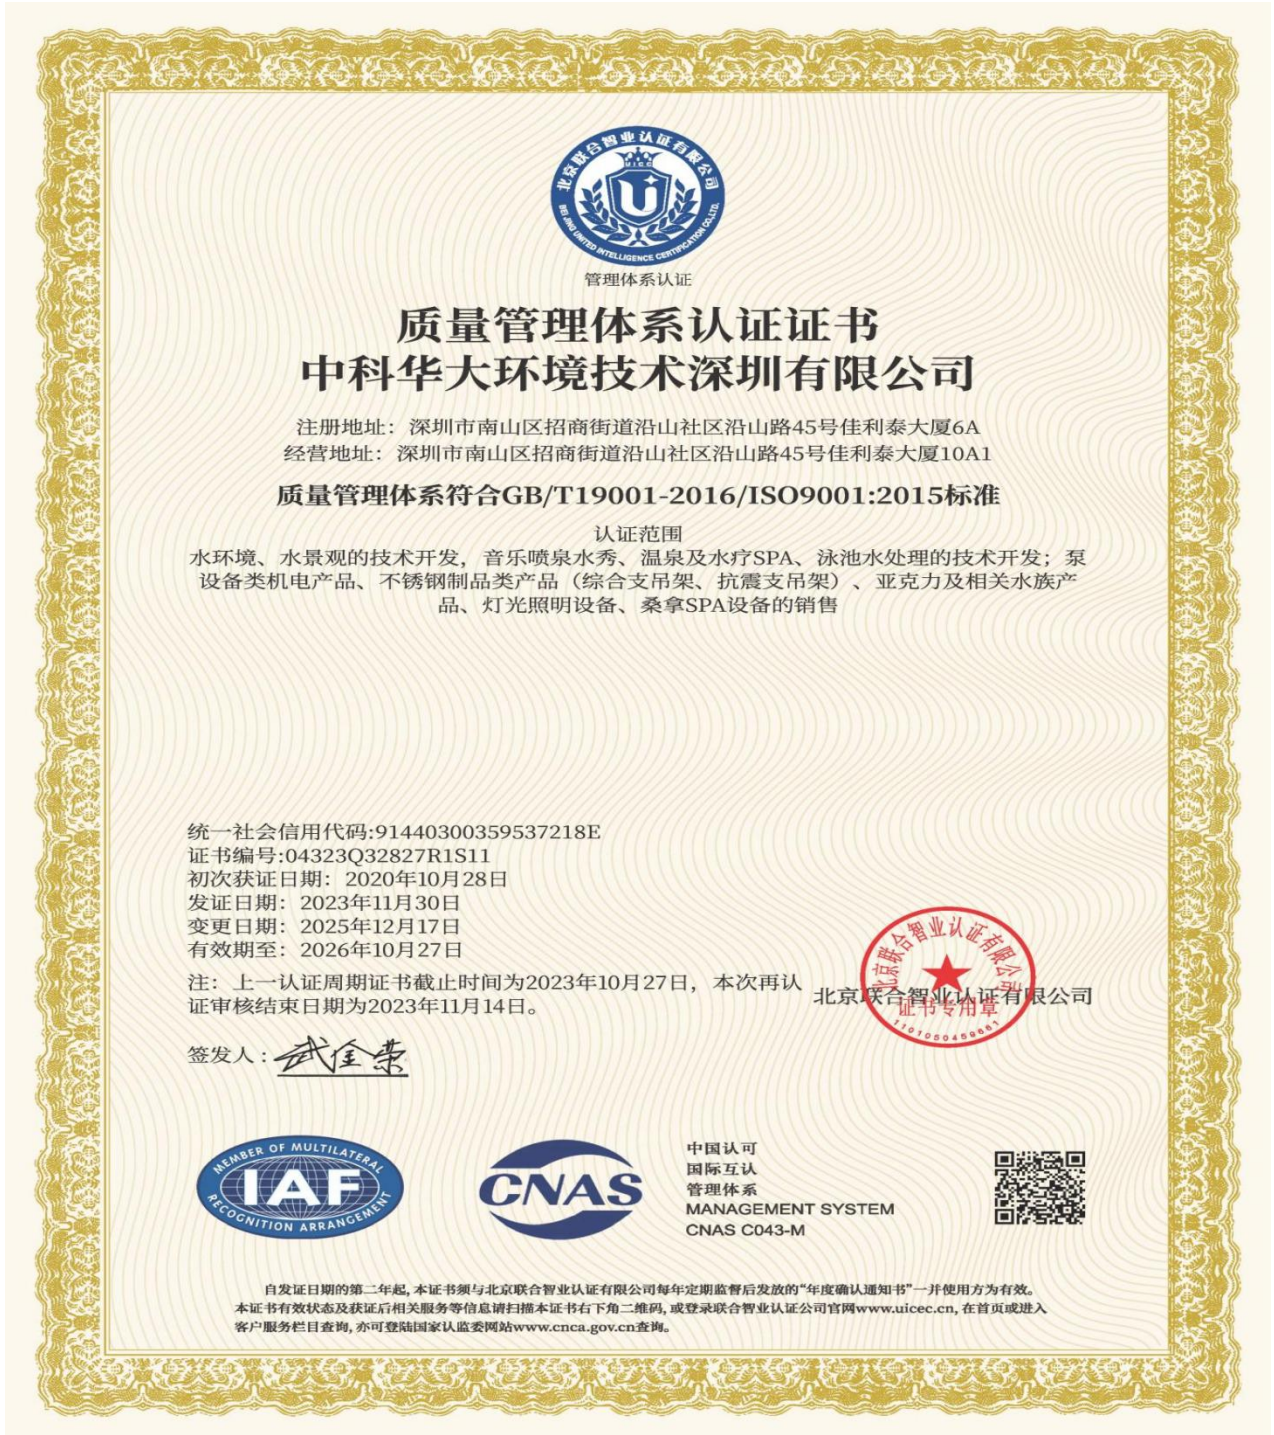 北京联合智业认证有限公司
UICC
Ui
BEI JING UNITED INTELLIGENCE CERTIFICATION CO.,LTD.
管理体系认证
质量管理体系认证证书
中科华大环境技术深圳有限公司
注册地址：深圳市南山区招商街道沿山社区沿山路45号佳利泰大厦6A
经营地址：深圳市南山区招商街道沿山社区沿山路45号佳利泰大厦10A1
质量管理体系符合GB/T19001-2016/ISO9001:2015标准
认证范围
水环境、水景观的技术开发，音乐喷泉水秀、温泉及水疗SPA、泳池水处理的技术开发；泵
设备类机电产品、不锈钢制品类产品（综合支吊架、抗震支吊架）、亚克力及相关水族产
品、灯光照明设备、桑拿SPA设备的销售
统一社会信用代码:91440300359537218E
证书编号:04323Q32827R1S11
初次获证日期：2020年10月28日
发证日期：2023年11月30日
变更日期：2025年12月17日
有效期至：2026年10月27日
注：上一认证周期证书截止时间为2023年10月27日，本次再认
证审核结束日期为2023年11月14日。
北京联合智业认证有限公司
北京联合智业认证有限公司
证书专用章
1101050459661
签发人：武金荣
MEMBER OF MULTILATERAL
IAF
RECOGNITION ARRANGEMENT
CNAS
中国认可
国际互认
管理体系
MANAGEMENT SYSTEM
CNAS C043-M
自发证日期的第二年起,本证书须与北京联合智业认证有限公司每年定期监督后发放的“年度确认通知书”一并使用方为有效。
本证书有效状态及获证后相关服务等信息请扫描本证书右下角二维码,或登录联合智业认证公司官网www.uicec.cn,在首页或进入
客户服务栏目查询,亦可登陆国家认监委网站www.cnca.gov.cn查询。